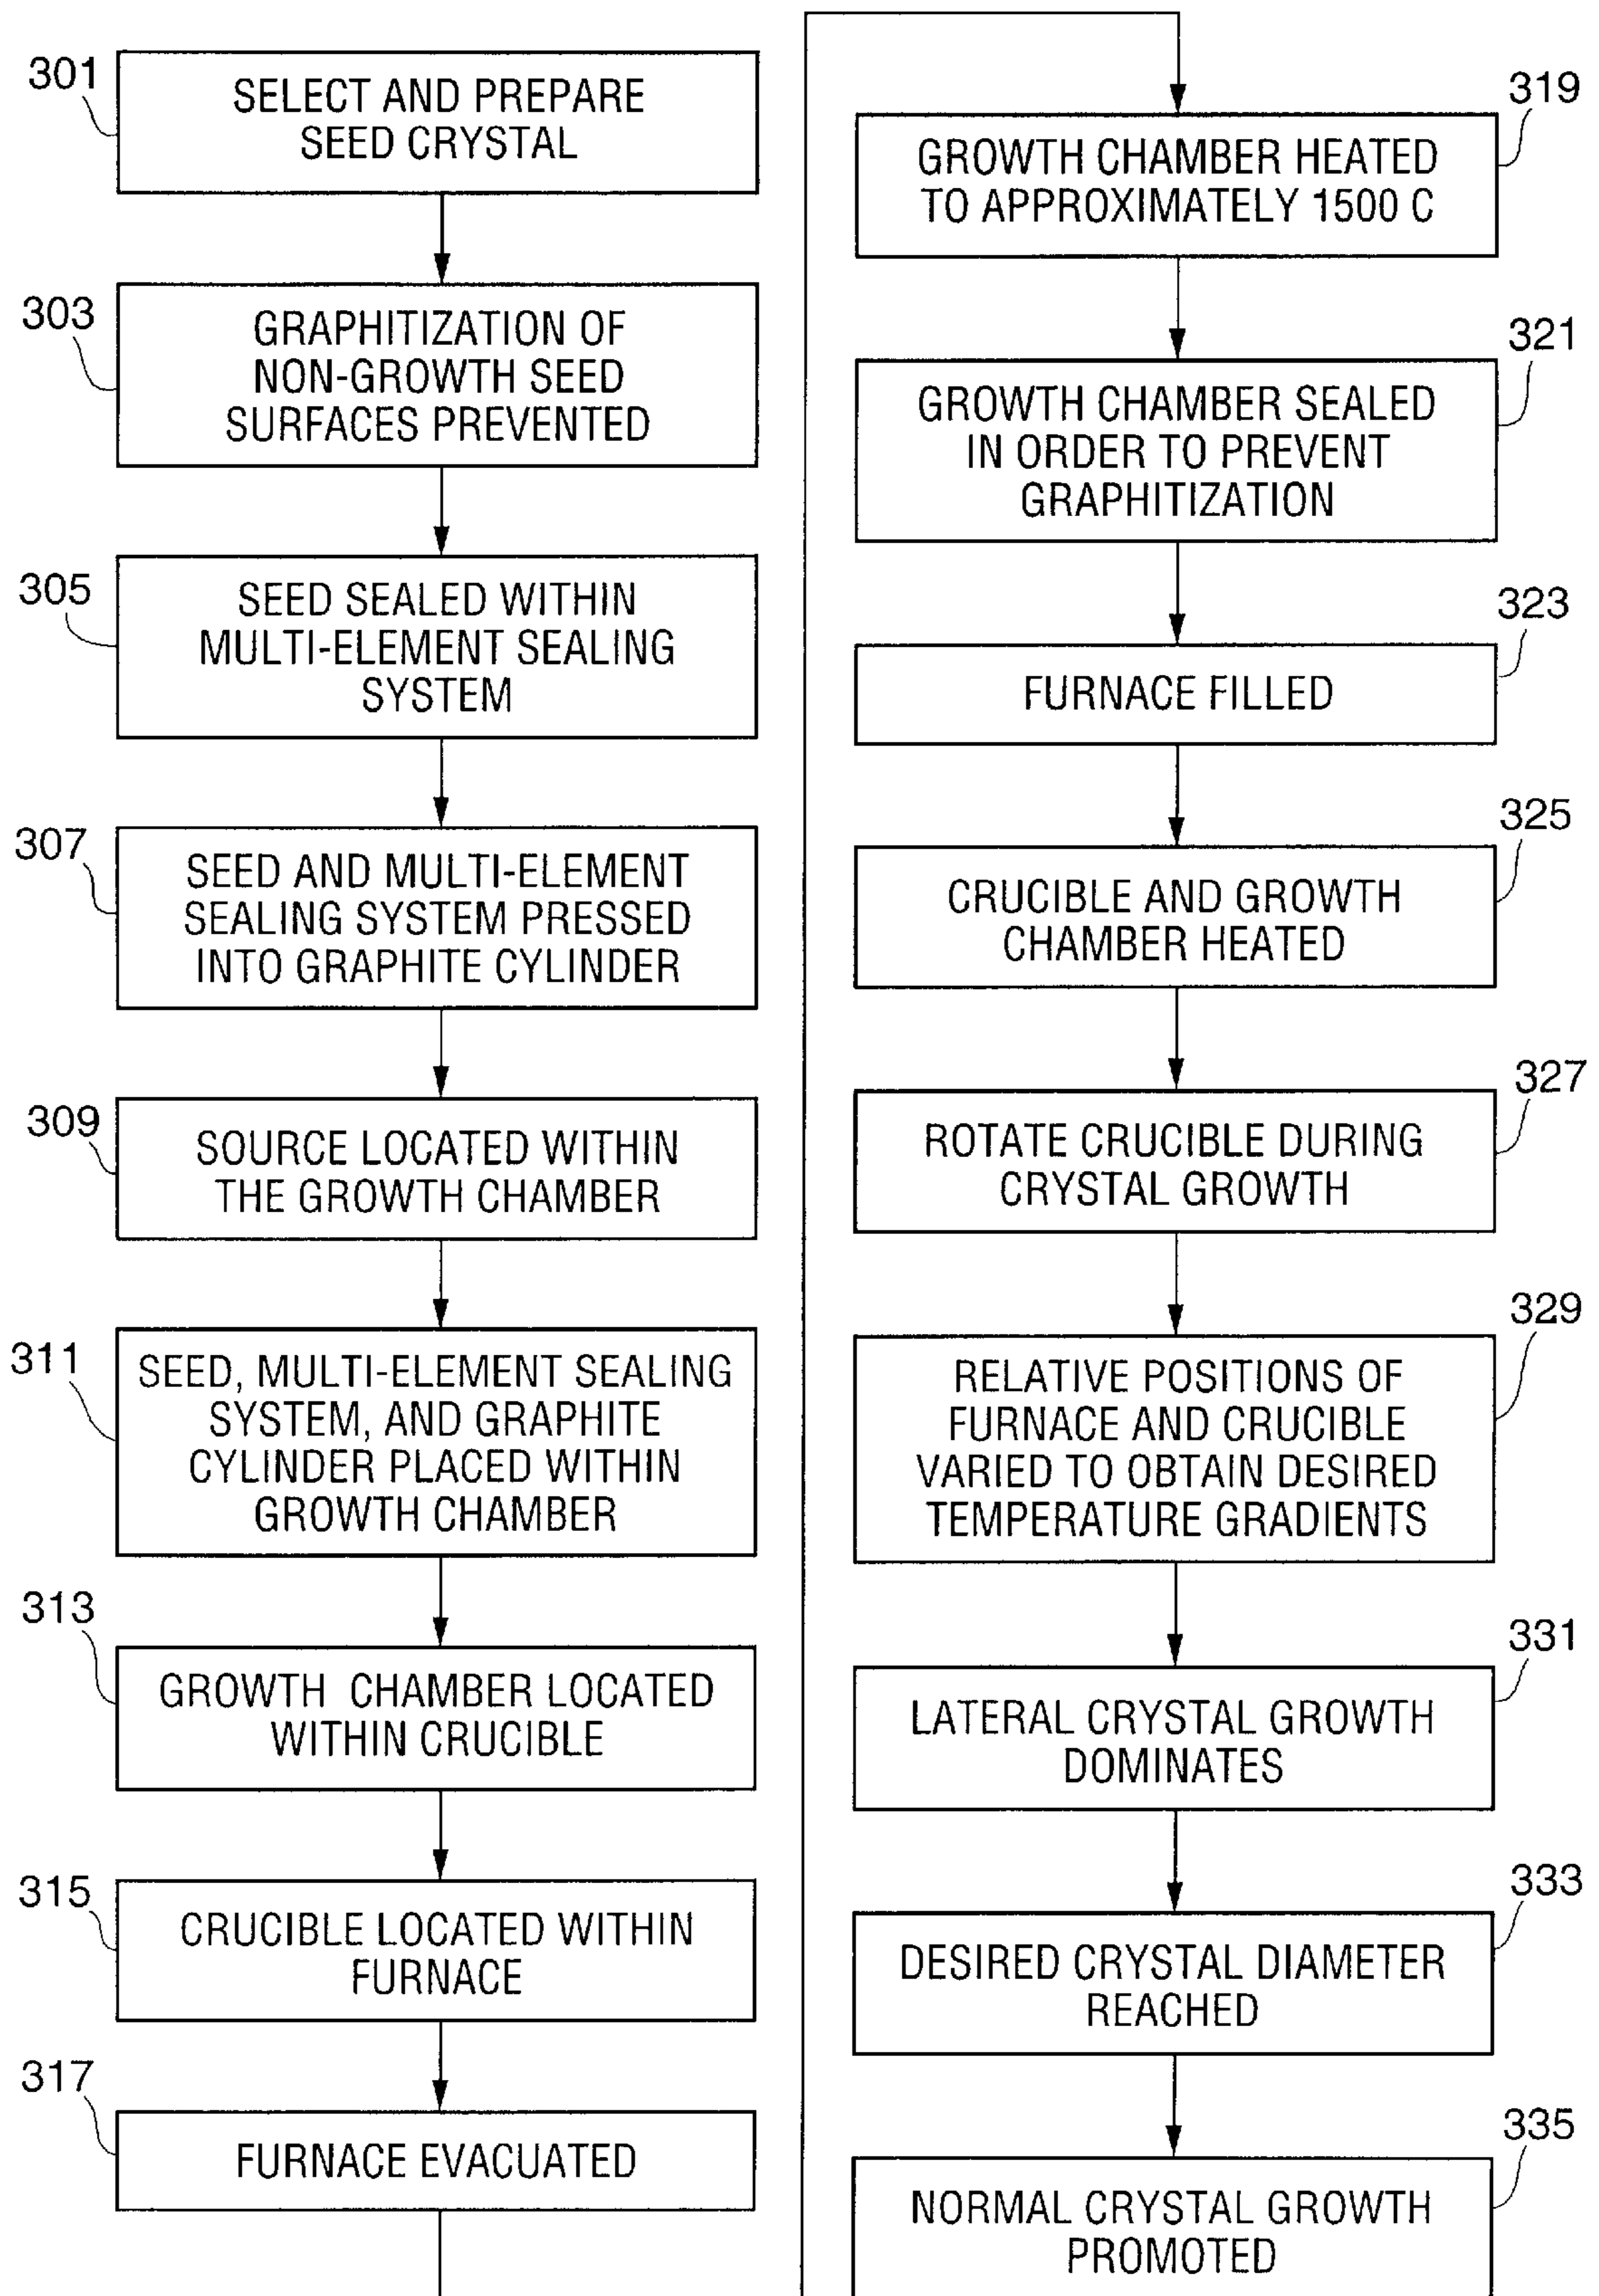 301
SELECT AND PREPARE
SEED CRYSTAL
303
GRAPHITIZATION OF
NON-GROWTH SEED
SURFACES PREVENTED
305
SEED SEALED WITHIN
MULTI-ELEMENT SEALING
SYSTEM
307
SEED AND MULTI-ELEMENT
SEALING SYSTEM PRESSED
INTO GRAPHITE CYLINDER
309
SOURCE LOCATED WITHIN
THE GROWTH CHAMBER
311
SEED, MULTI-ELEMENT SEALING
SYSTEM, AND GRAPHITE
CYLINDER PLACED WITHIN
GROWTH CHAMBER
313
GROWTH CHAMBER LOCATED
WITHIN CRUCIBLE
315
CRUCIBLE LOCATED WITHIN
FURNACE
317
FURNACE EVACUATED
319
GROWTH CHAMBER HEATED
TO APPROXIMATELY 1500 C
321
GROWTH CHAMBER SEALED
IN ORDER TO PREVENT
GRAPHITIZATION
323
FURNACE FILLED
325
CRUCIBLE AND GROWTH
CHAMBER HEATED
327
ROTATE CRUCIBLE DURING
CRYSTAL GROWTH
329
RELATIVE POSITIONS OF
FURNACE AND CRUCIBLE
VARIED TO OBTAIN DESIRED
TEMPERATURE GRADIENTS
331
LATERAL CRYSTAL GROWTH
DOMINATES
333
DESIRED CRYSTAL DIAMETER
REACHED
335
NORMAL CRYSTAL GROWTH
PROMOTED